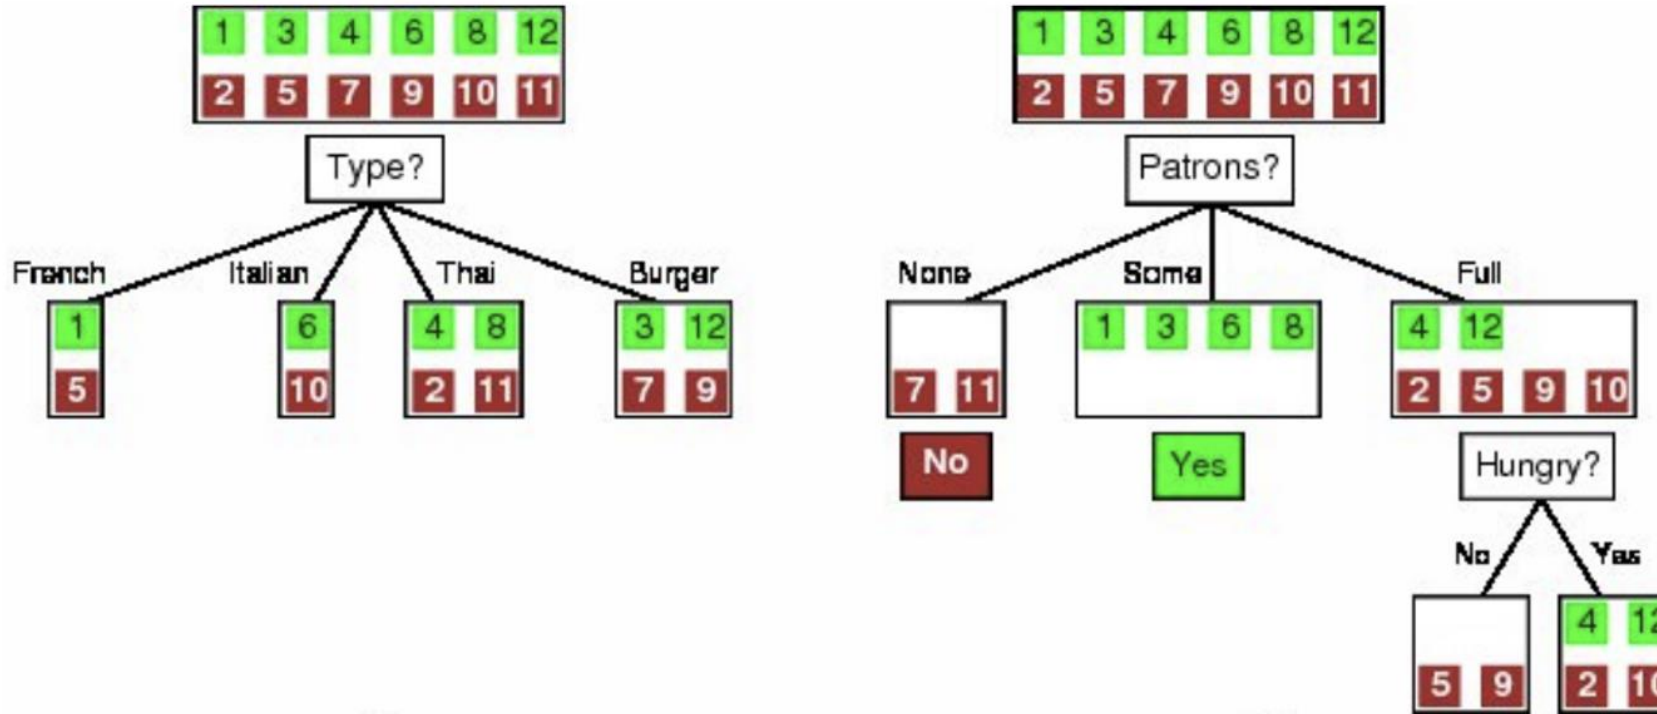 1 3 4 6 8 12
2 5 7 9 10 11
Type?
French Italian Thai Burger
1 6 4 8 3 12
5 10 2 11 7 9
1 3 4 6 8 12
2 5 7 9 10 11
Patrons?
None Some Full
1 3 6 8 4 12
7 11 2 5 9 10
No Yes Hungry?
No Yes
4 12
5 9 2 10